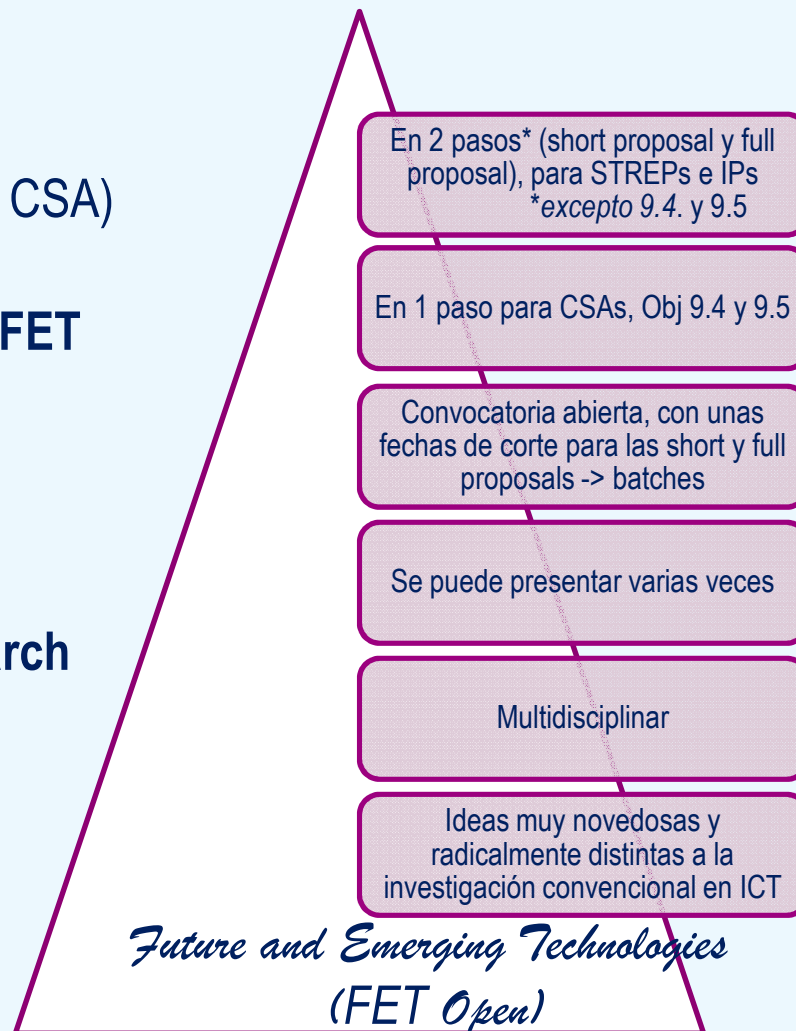 CSA)
FET
arch
En 2 pasos* (short proposal y full
proposal), para STREPs e IPs
*excepto 9.4. y 9.5
En 1 paso para CSAs, Obj 9.4 y 9.5
Convocatoria abierta, con unas
fechas de corte para las short y full
proposals -> batches
Se puede presentar varias veces
Multidisciplinar
Ideas muy novedosas y
radicalmente distintas a la
investigación convencional en ICT
Future and Emerging Technologies
(FET Open)